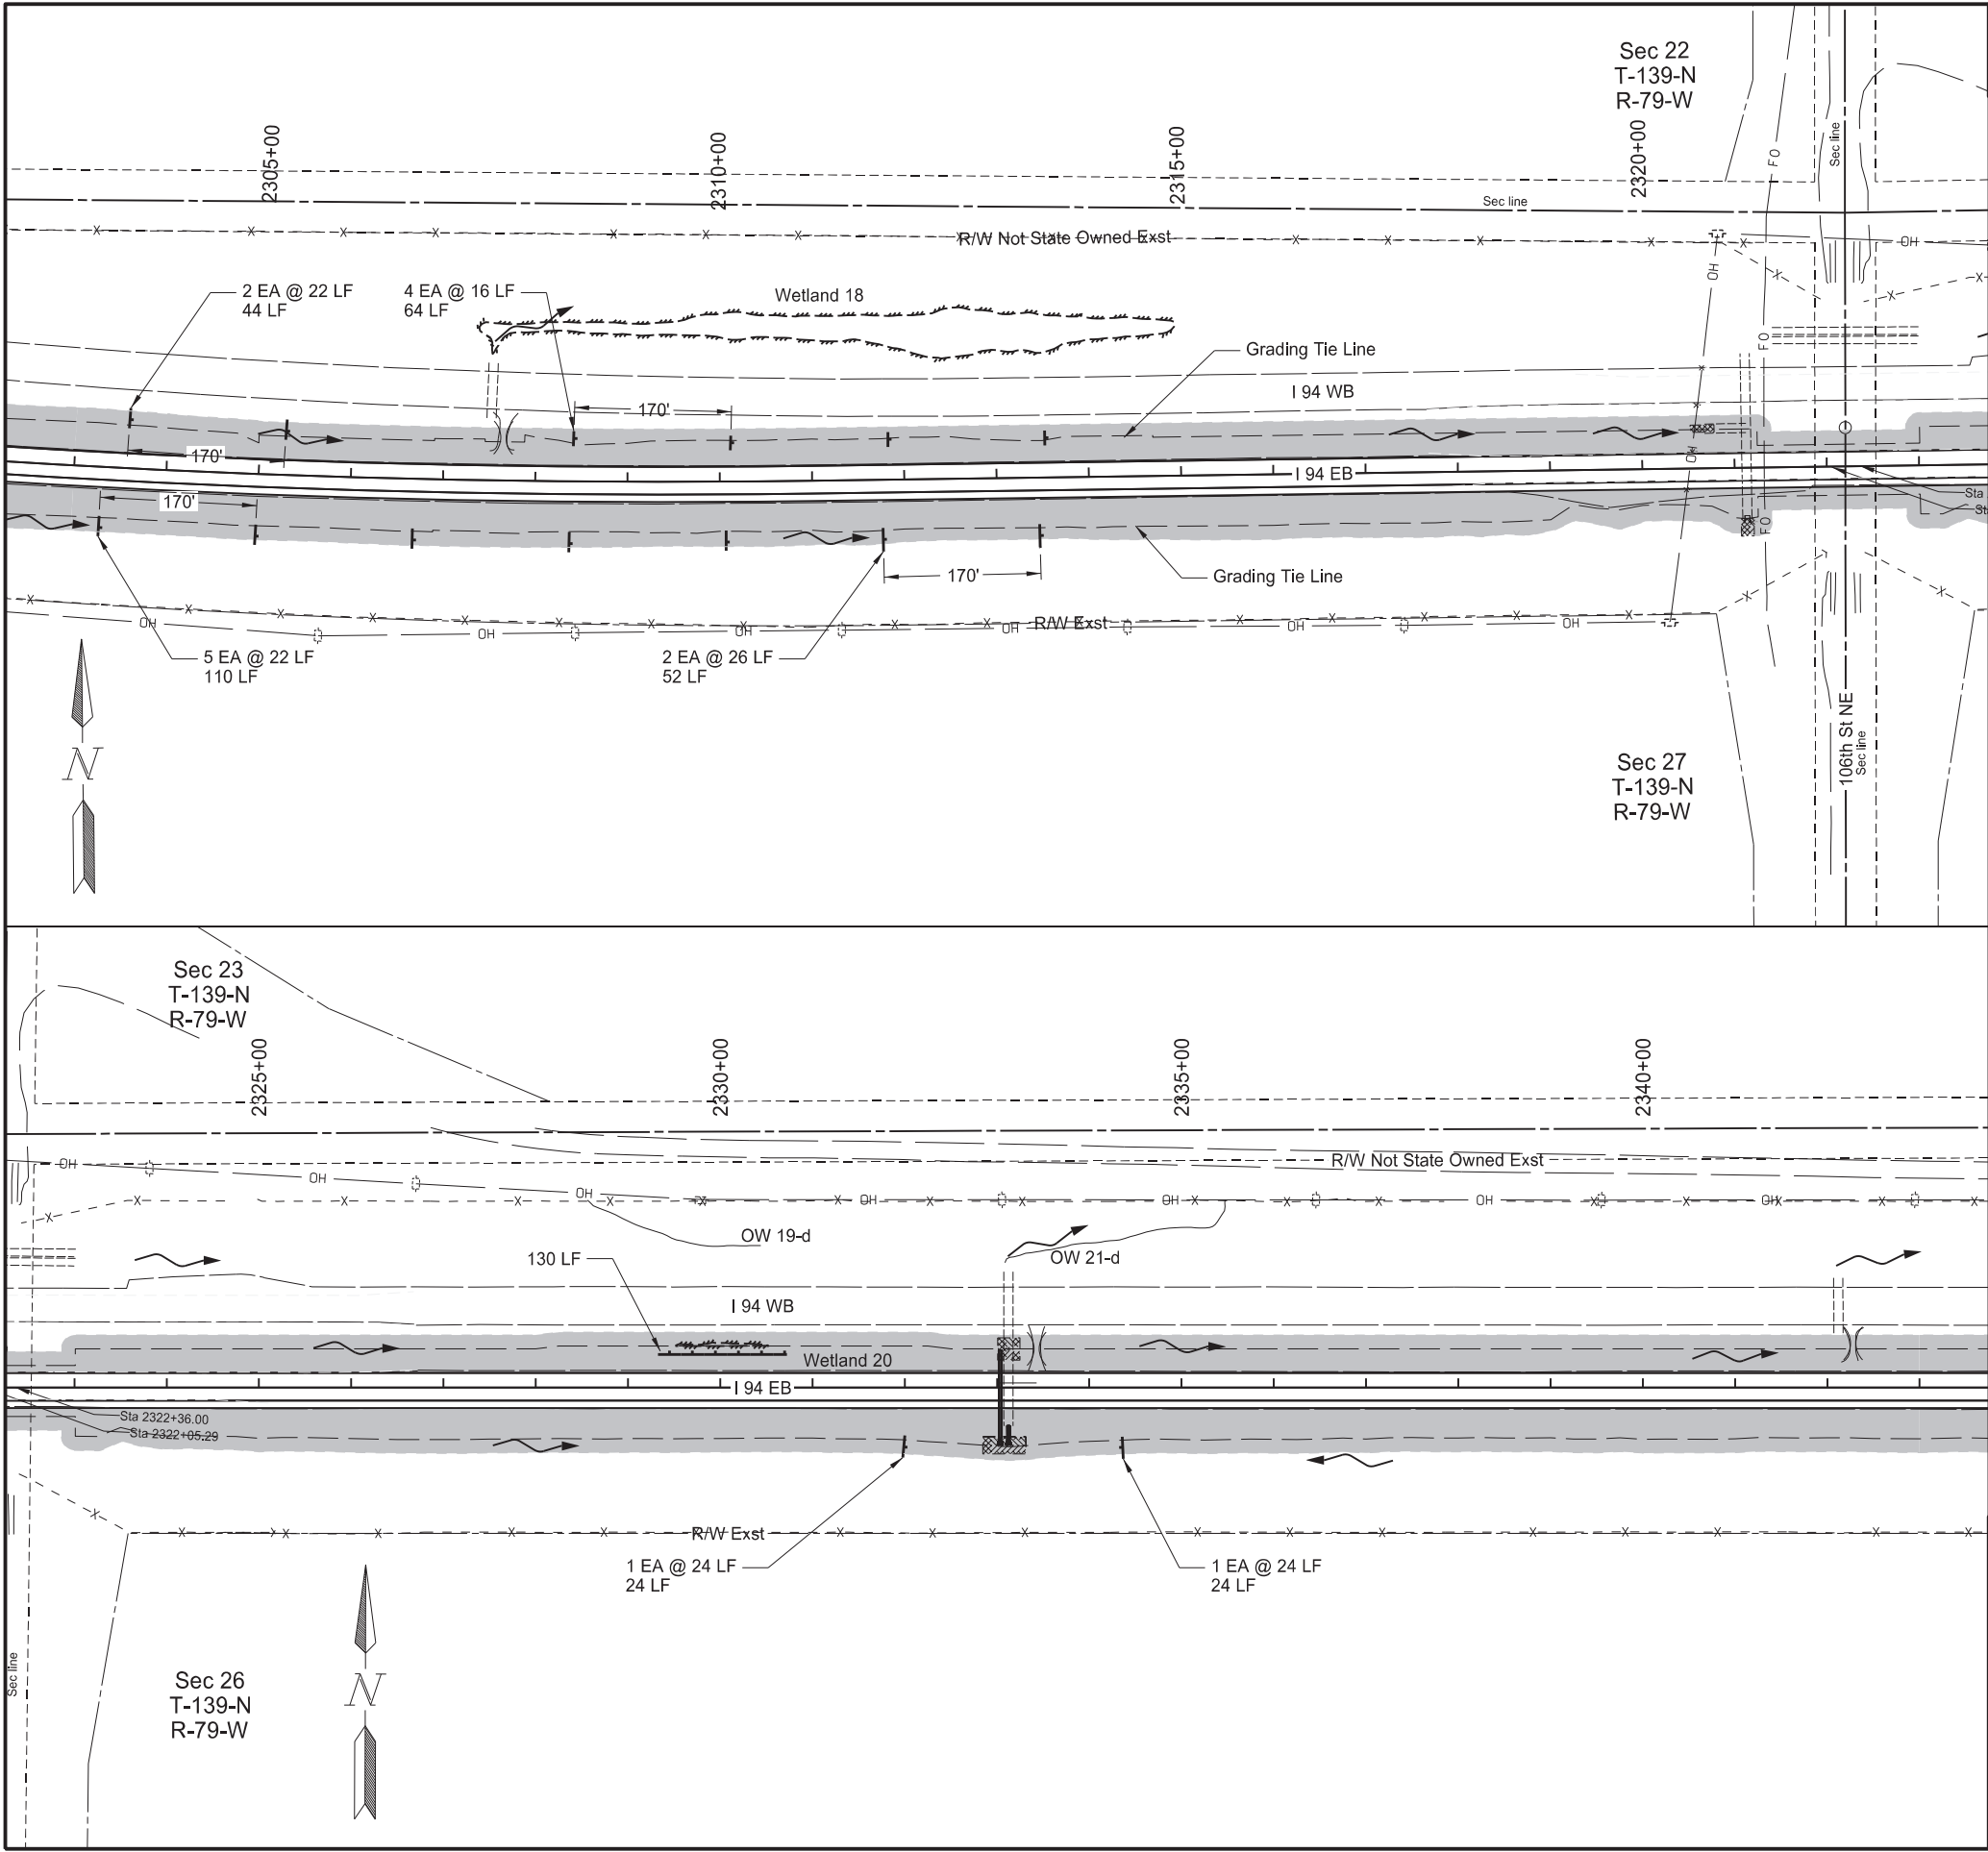 Sec 22
T-139-N
R-79-W
2305+00
2310+00
2315+00
2320+00
Sec line
FO
Sec line
X X X X X X X
R/W Not State Owned Exst
X X X X X
OH
OH
X
X
X
2 EA @ 22 LF
44 LF
4 EA @ 16 LF
64 LF
Wetland 18
FO
Grading Tie Line
I 94 WB
170'
170'
OH
I 94 EB
170'
Sta
St
FO
170'
Grading Tie Line
X X X X X X X X X X
R/W Exst
X X X X X
X
X
OH OH OH OH OH OH
5 EA @ 22 LF
110 LF
2 EA @ 26 LF
52 LF
N
106th St NE
Sec line
Sec 27
T-139-N
R-79-W
Sec 23
T-139-N
R-79-W
2325+00
2330+00
2335+00
2340+00
R/W Not State Owned Exst
OH OH OH OH OH OH OH
X X X X X X X X X X X X X X X
OW 19-d
130 LF
OW 21-d
I 94 WB
Wetland 20
I 94 EB
Sta 2322+36.00
Sta 2322+05.29
X
X X X X X
R/W Exst
X X X X X X X X X
1 EA @ 24 LF
24 LF
1 EA @ 24 LF
24 LF
Sec line
Sec 26
T-139-N
R-79-W
N